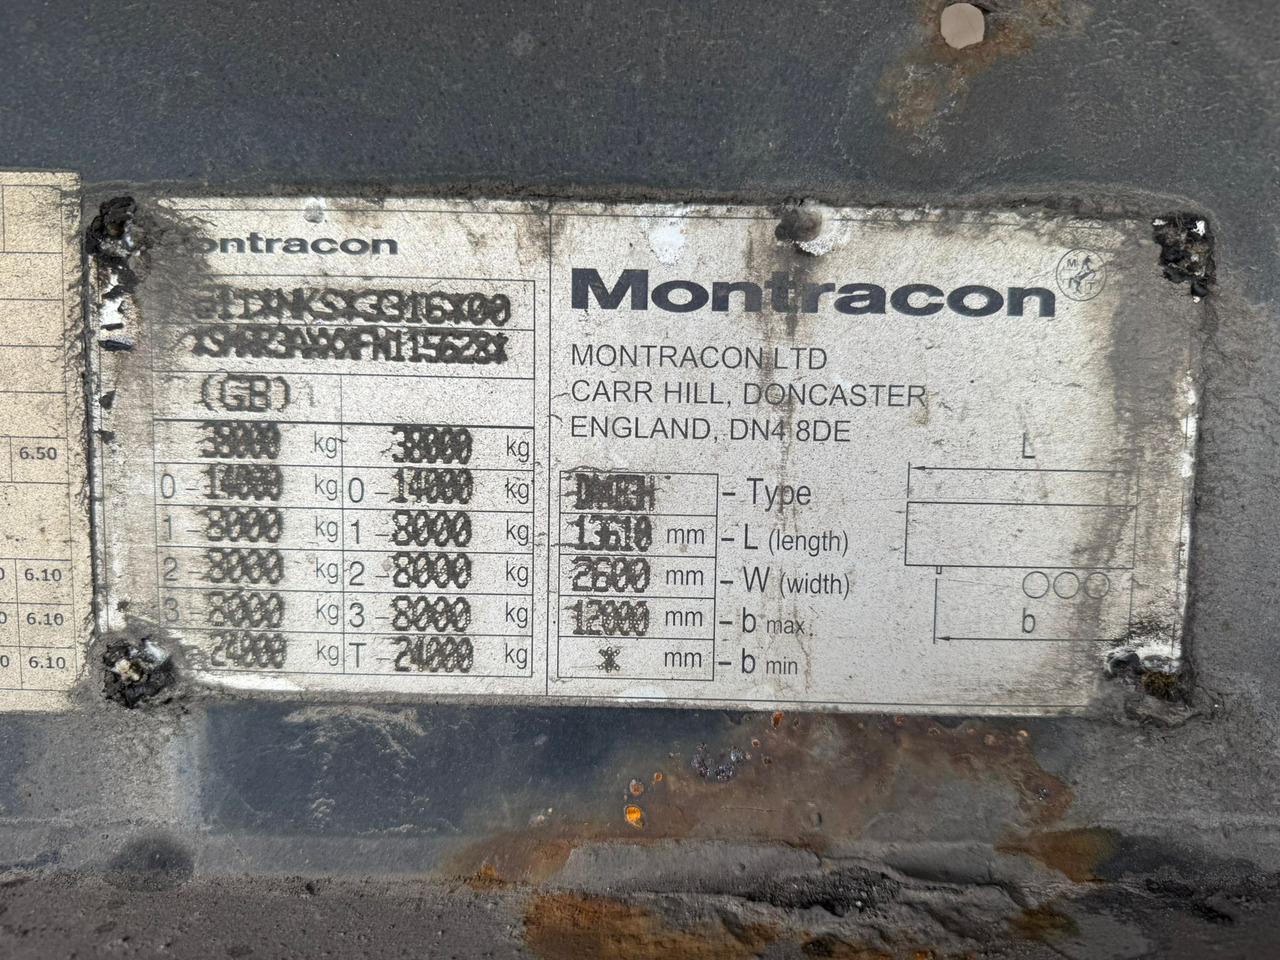 6.50
6.10
6.10
6.10
ontracon
(GB)
38000 kg 38000 kg
0 - 14000 kg 0 - 14000 kg
1 - 8000 kg 1 - 8000 kg
2 - 8000 kg 2 - 8000 kg
3 - 8000 kg 3 - 8000 kg
24000 kg T - 24000 kg
Montracon
M T
MONTRACON LTD
CARR HILL, DONCASTER
ENGLAND, DN4 8DE
- Type
13610 mm - L (length)
2600 mm - W (width)
12000 mm - b max
* mm - b min
L
b